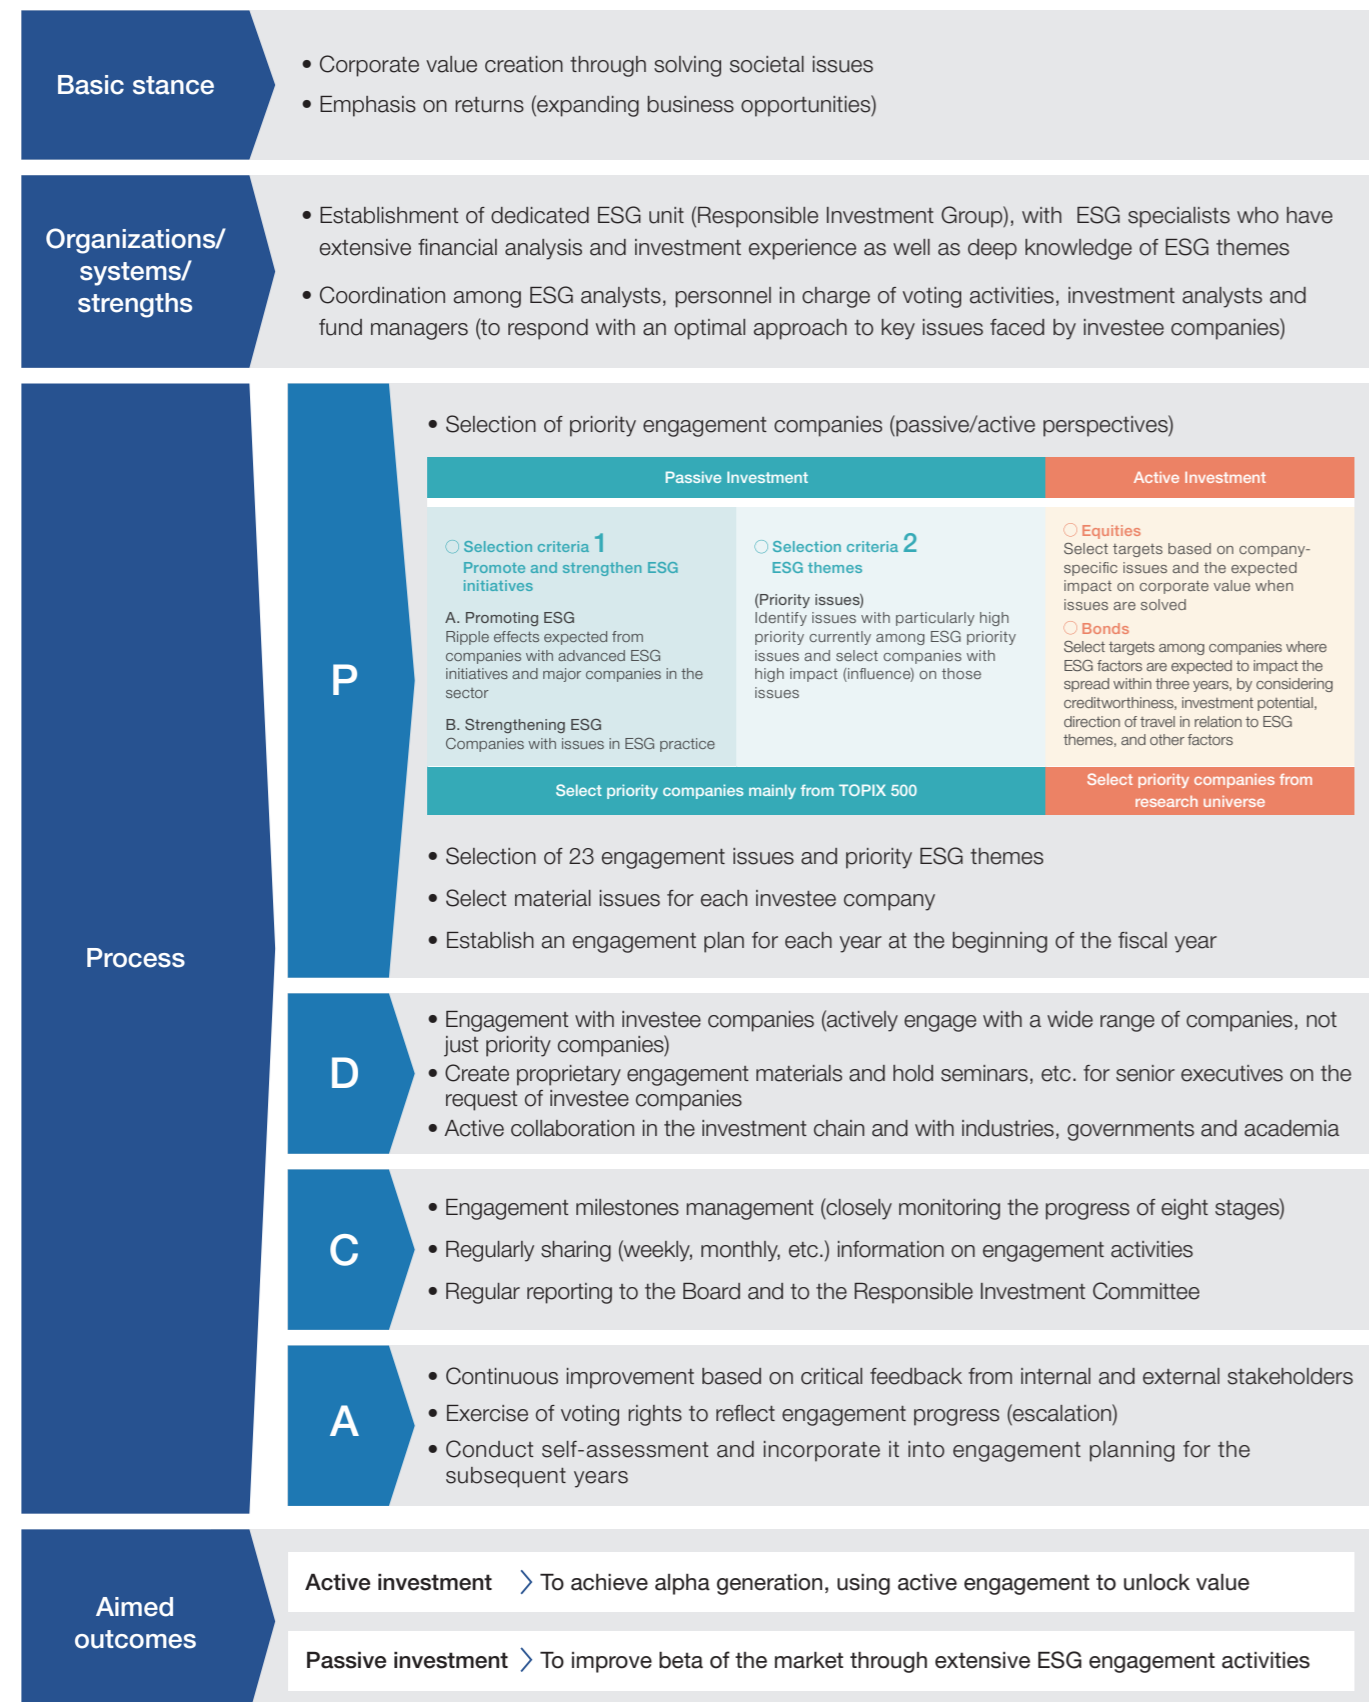 Basic stance
• Corporate value creation through solving societal issues
• Emphasis on returns (expanding business opportunities)
Organizations/
systems/
strengths
• Establishment of dedicated ESG unit (Responsible Investment Group), with ESG specialists who have
extensive financial analysis and investment experience as well as deep knowledge of ESG themes
• Coordination among ESG analysts, personnel in charge of voting activities, investment analysts and
fund managers (to respond with an optimal approach to key issues faced by investee companies)
Process
P
• Selection of priority engagement companies (passive/active perspectives)
Passive Investment
Active Investment
○ Selection criteria 1
Promote and strengthen ESG
initiatives
A. Promoting ESG
Ripple effects expected from
companies with advanced ESG
initiatives and major companies in the
sector
B. Strengthening ESG
Companies with issues in ESG practice
○ Selection criteria 2
ESG themes
(Priority issues)
Identify issues with particularly high
priority currently among ESG priority
issues and select companies with
high impact (influence) on those
issues
○ Equities
Select targets based on company-
specific issues and the expected
impact on corporate value when
issues are solved
○ Bonds
Select targets among companies where
ESG factors are expected to impact the
spread within three years, by considering
creditworthiness, investment potential,
direction of travel in relation to ESG
themes, and other factors
Select priority companies mainly from TOPIX 500
Select priority companies from
research universe
• Selection of 23 engagement issues and priority ESG themes
• Select material issues for each investee company
• Establish an engagement plan for each year at the beginning of the fiscal year
D
• Engagement with investee companies (actively engage with a wide range of companies, not
just priority companies)
• Create proprietary engagement materials and hold seminars, etc. for senior executives on the
request of investee companies
• Active collaboration in the investment chain and with industries, governments and academia
C
• Engagement milestones management (closely monitoring the progress of eight stages)
• Regularly sharing (weekly, monthly, etc.) information on engagement activities
• Regular reporting to the Board and to the Responsible Investment Committee
A
• Continuous improvement based on critical feedback from internal and external stakeholders
• Exercise of voting rights to reflect engagement progress (escalation)
• Conduct self-assessment and incorporate it into engagement planning for the
subsequent years
Aimed
outcomes
Active investment > To achieve alpha generation, using active engagement to unlock value
Passive investment > To improve beta of the market through extensive ESG engagement activities